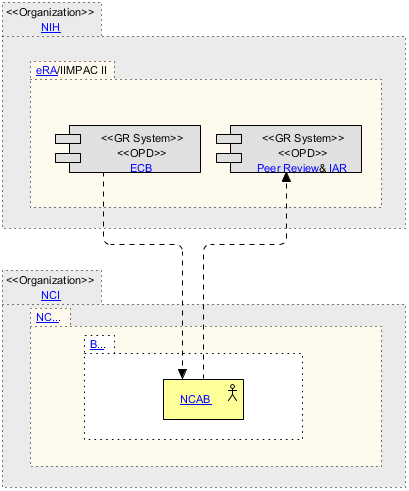 <<Organization>>
NIH
eRA/IIMPAC II
<<GR System>>
<<OPD>>
ECB
<<GR System>>
<<OPD>>
Peer Review& IAR
<<Organization>>
NCI
NC...
B...
NCAB